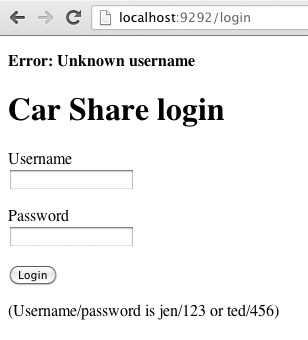 localhost:9292/login
Error: Unknown username
Car Share login
Username
Password
Login
(Username/password is jen/123 or ted/456)